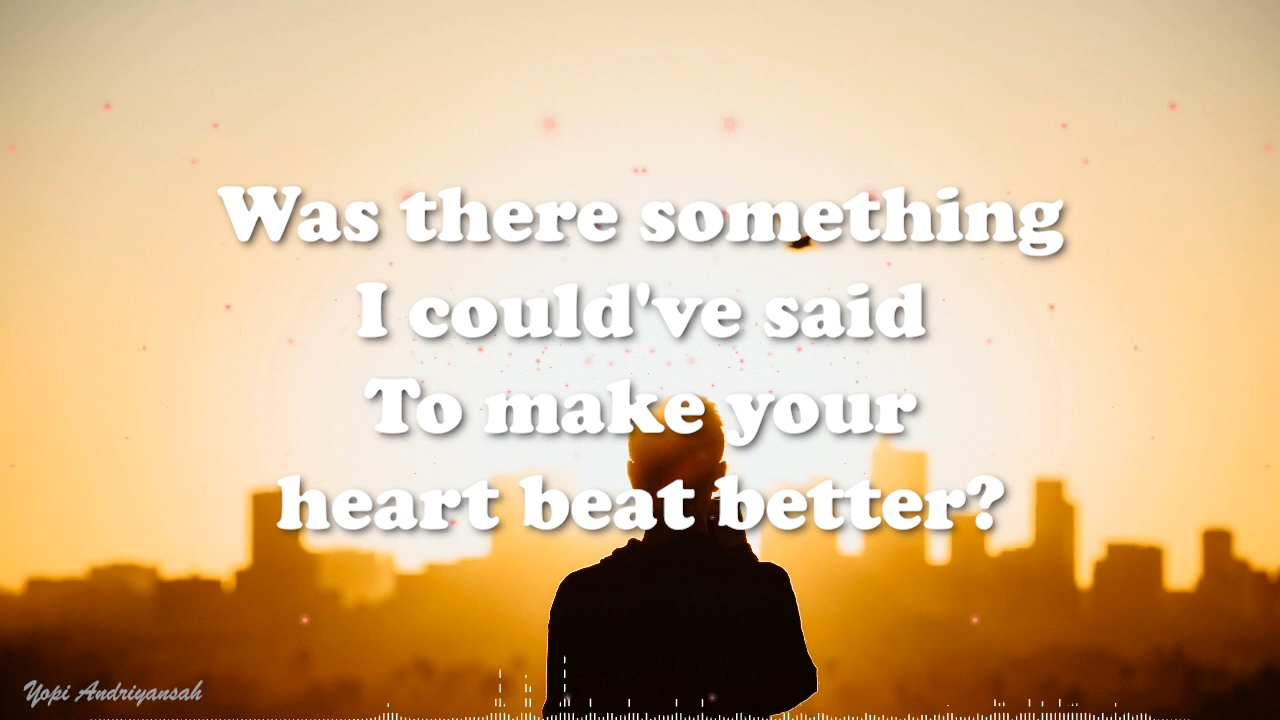 Was there something
I could've said
To make your
heart beat better?
Yopi Andriyansah